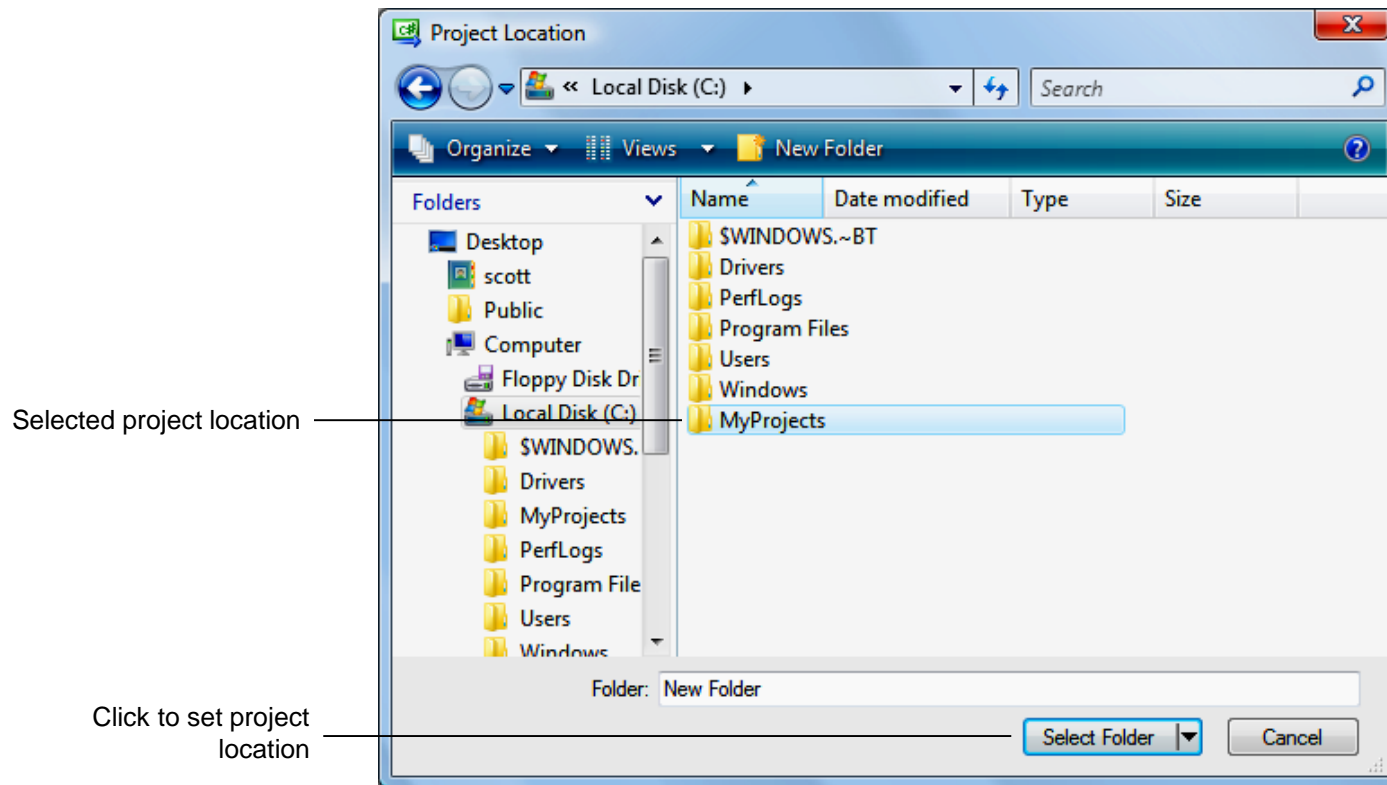 Project Location
« Local Disk (C:)
Search
Organize Views New Folder
Folders
Name Date modified Type Size
Desktop
scott
Public
Computer
Floppy Disk Dr
Local Disk (C:)
$WINDOWS.
Drivers
MyProjects
PerfLogs
Program File
Users
Windows
$WINDOWS.~BT
Drivers
PerfLogs
Program Files
Users
Windows
MyProjects
Selected project location
Folder: New Folder
Click to set project
location
Select Folder Cancel